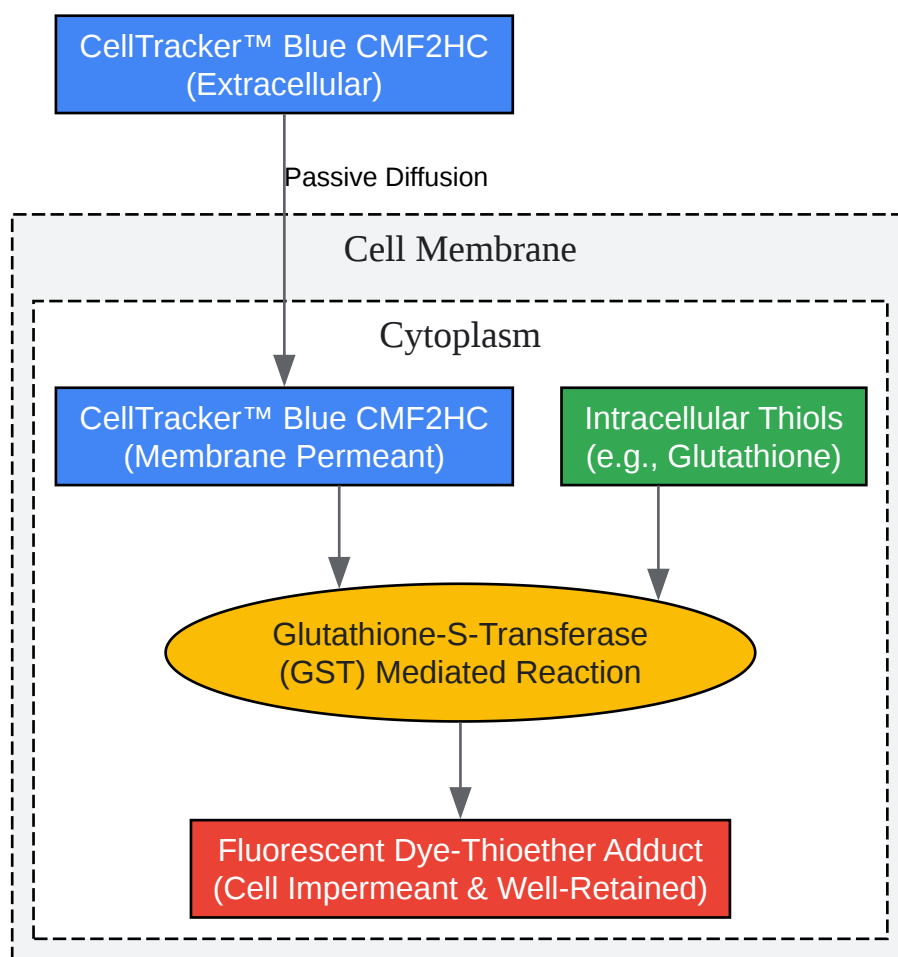 CellTracker™ Blue CMF2HC
(Extracellular)
Passive Diffusion
Cell Membrane
Cytoplasm
CellTracker™ Blue CMF2HC
(Membrane Permeant)
Intracellular Thiols
(e.g., Glutathione)
Glutathione-S-Transferase
(GST) Mediated Reaction
Fluorescent Dye-Thioether Adduct
(Cell Impermeant & Well-Retained)